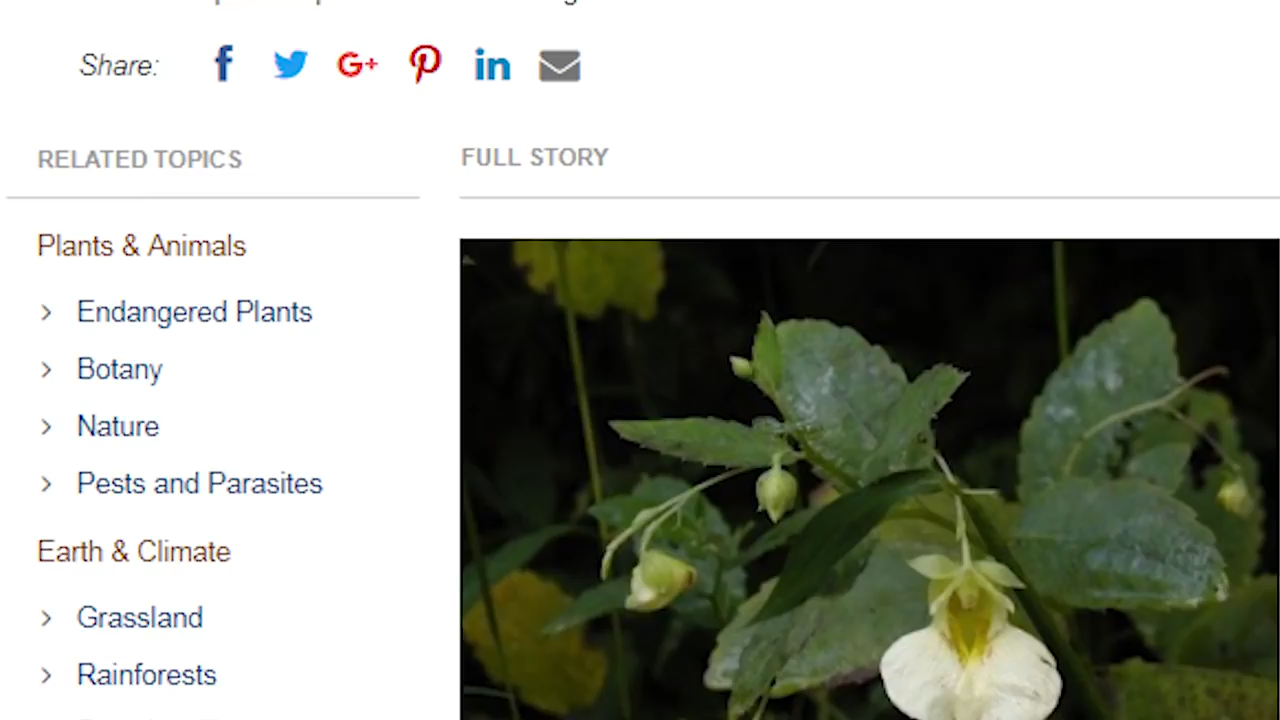 Share:
RELATED TOPICS
FULL STORY
Plants & Animals
Endangered Plants
Botany
Nature
Pests and Parasites
Earth & Climate
Grassland
Rainforests